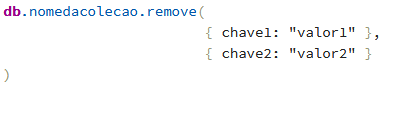 db.nomedacolecao.remove(
{ chave1: "valor1" },
{ chave2: "valor2" }
)